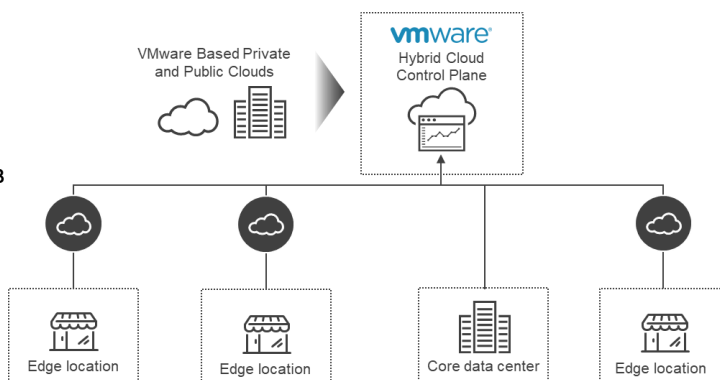 VMware Based Private
and Public Clouds
vmware®
Hybrid Cloud
Control Plane
Edge location
Edge location
Core data center
Edge location